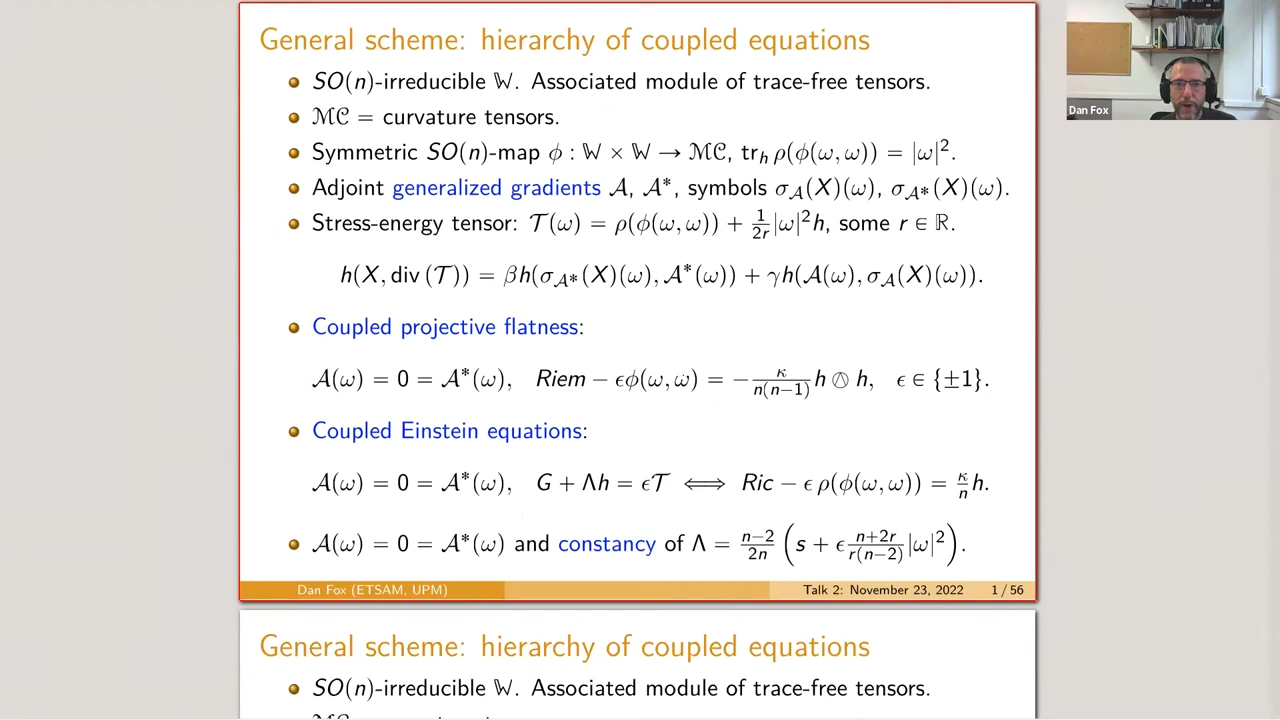 General scheme: hierarchy of coupled equations
SO(n)-irreducible 𝕎. Associated module of trace-free tensors.
ℳ𝒞 = curvature tensors.
Symmetric SO(n)-map ϕ : 𝕎 × 𝕎 → ℳ𝒞, tr_h ρ(ϕ(ω, ω)) = |ω|².
Adjoint generalized gradients 𝒜, 𝒜*, symbols σ_𝒜(X)(ω), σ_𝒜*(X)(ω).
Stress-energy tensor: 𝒯(ω) = ρ(ϕ(ω, ω)) + 1/2r |ω|²h, some r ∈ ℝ.
h(X, div (𝒯)) = βh(σ_𝒜*(X)(ω), 𝒜*(ω)) + γh(𝒜(ω), σ_𝒜(X)(ω)).
Coupled projective flatness:
𝒜(ω) = 0 = 𝒜*(ω), Riem − ϵϕ(ω, ω) = − κ/n(n−1) h ⊘ h, ϵ ∈ {±1}.
Coupled Einstein equations:
𝒜(ω) = 0 = 𝒜*(ω), G + Λh = ϵ𝒯 ⟺ Ric − ϵ ρ(ϕ(ω, ω)) = κ/n h.
𝒜(ω) = 0 = 𝒜*(ω) and constancy of Λ = n−2/2n (s + ϵ n+2r/r(n−2) |ω|²).
Dan Fox (ETSAM, UPM) Talk 2: November 23, 2022 1 / 56
General scheme: hierarchy of coupled equations
SO(n)-irreducible 𝕎. Associated module of trace-free tensors.
Dan Fox